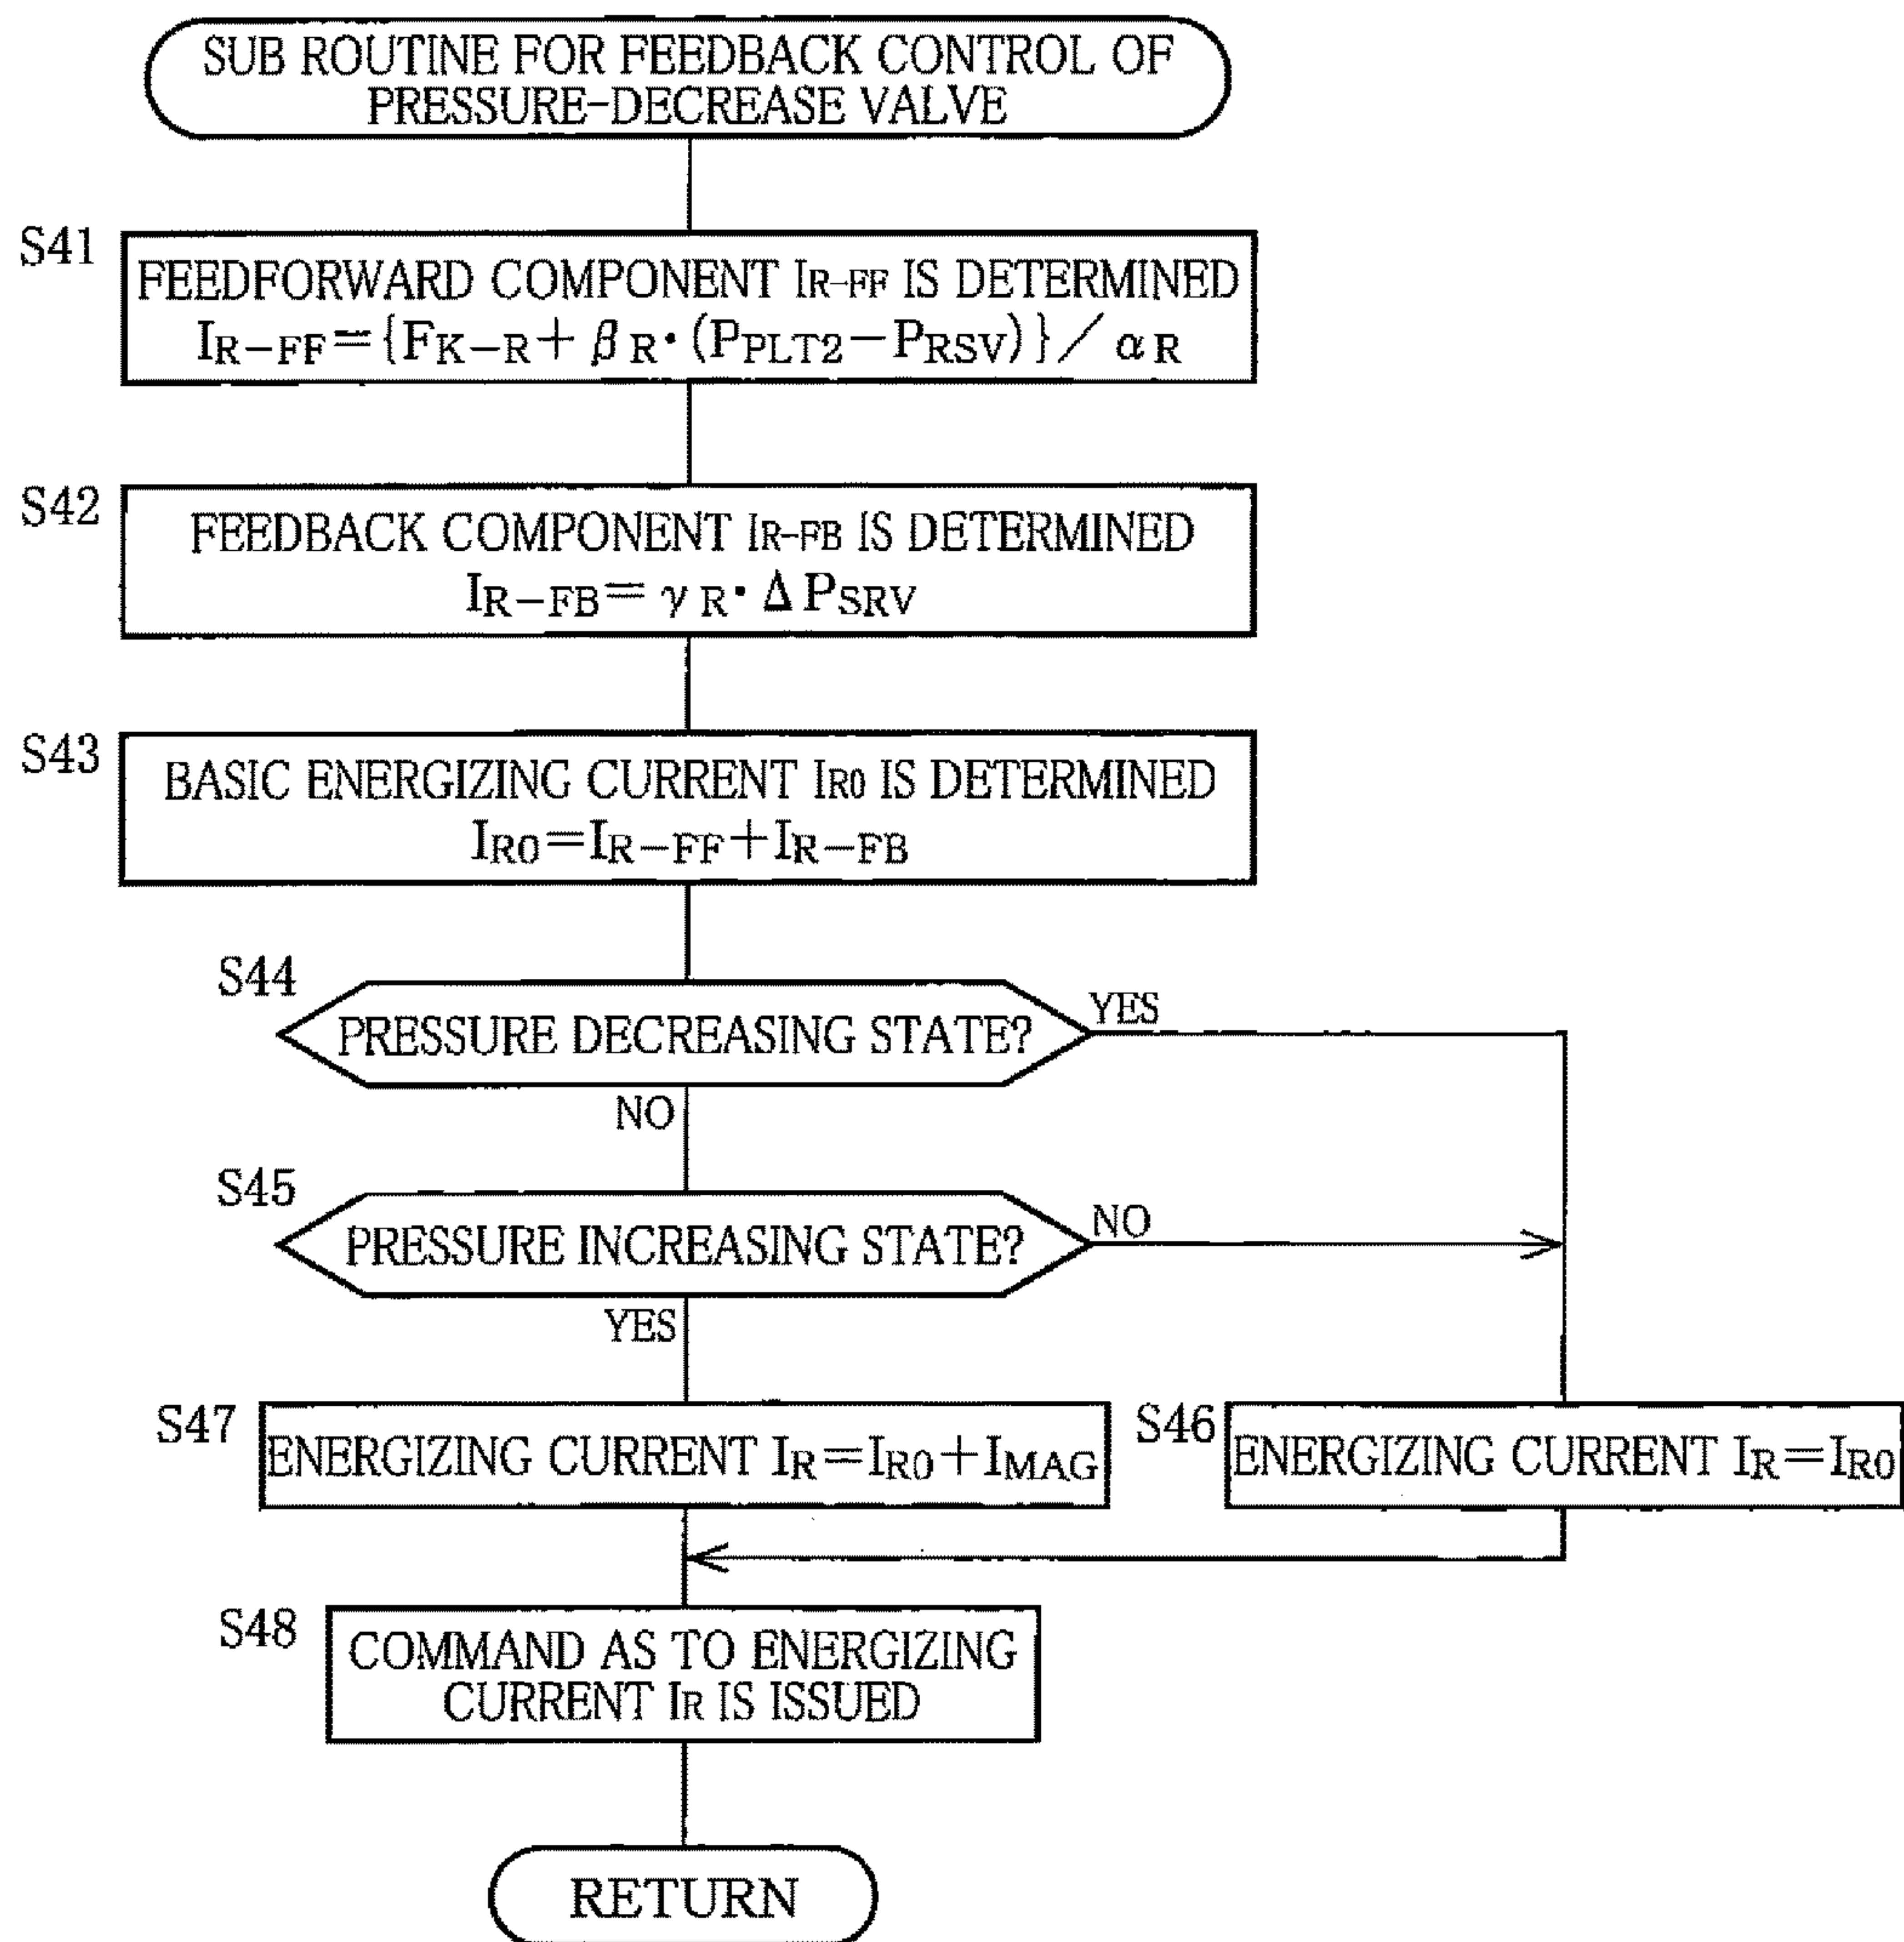 SUB ROUTINE FOR FEEDBACK CONTROL OF
PRESSURE-DECREASE VALVE
S41
FEEDFORWARD COMPONENT IR-FF IS DETERMINED
IR-FF={FK-R+βR·(PPLT2-PRSV)}/αR
S42
FEEDBACK COMPONENT IR-FB IS DETERMINED
IR-FB=γR·ΔPSRV
S43
BASIC ENERGIZING CURRENT IR0 IS DETERMINED
IR0=IR-FF+IR-FB
S44
PRESSURE DECREASING STATE?
YES
NO
S45
PRESSURE INCREASING STATE?
NO
YES
S47
ENERGIZING CURRENT IR=IR0+IMAG
S46
ENERGIZING CURRENT IR=IR0
S48
COMMAND AS TO ENERGIZING
CURRENT IR IS ISSUED
RETURN